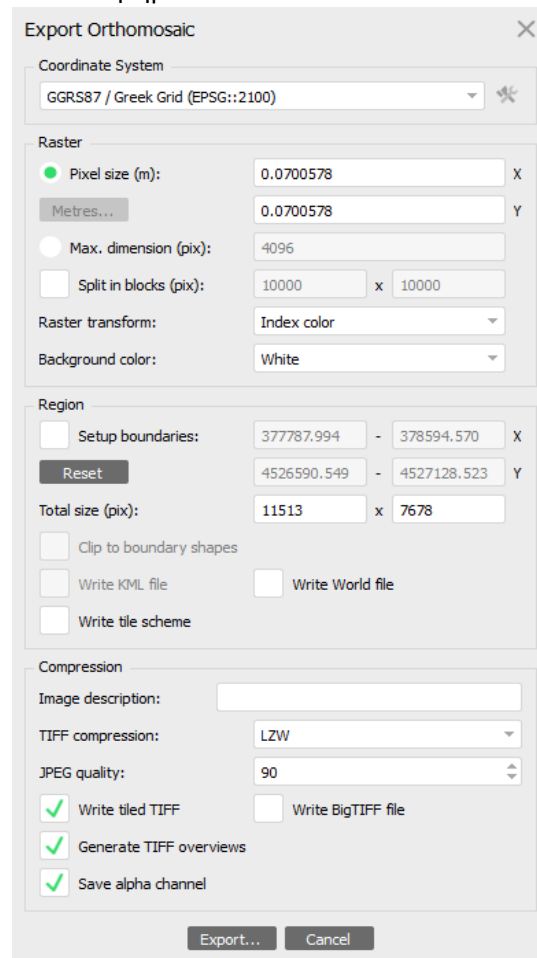 Export Orthomosaic
Coordinate System
GGRS87 / Greek Grid (EPSG::2100)
Raster
Pixel size (m): 0.0700578 X
Metres... 0.0700578 Y
Max. dimension (pix): 4096
Split in blocks (pix): 10000 x 10000
Raster transform: Index color
Background color: White
Region
Setup boundaries: 377787.994 - 378594.570 X
Reset 4526590.549 - 4527128.523 Y
Total size (pix): 11513 x 7678
Clip to boundary shapes
Write KML file Write World file
Write tile scheme
Compression
Image description:
TIFF compression: LZW
JPEG quality: 90
Write tiled TIFF Write BigTIFF file
Generate TIFF overviews
Save alpha channel
Export... Cancel